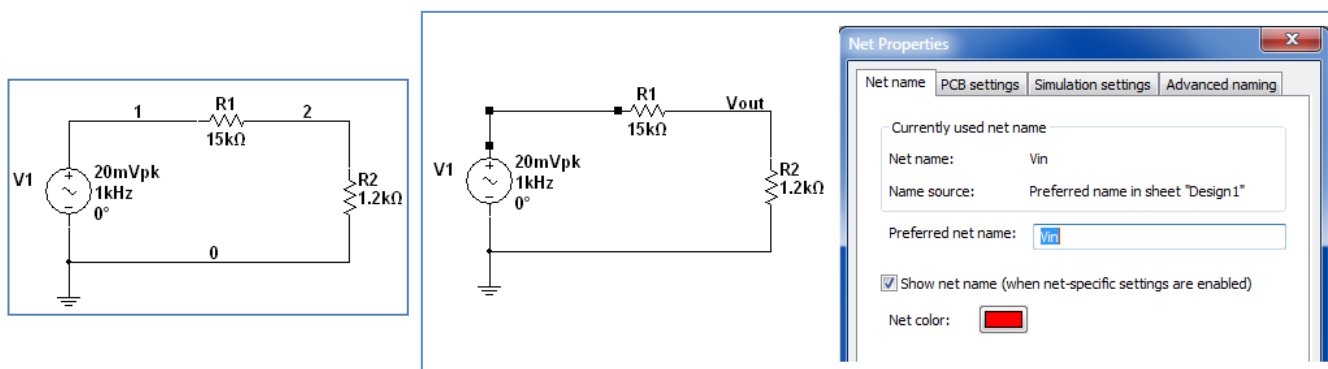 1
R1
2
15kΩ
V1
20mVpk
1kHz
0°
R2
1.2kΩ
0
R1
Vout
15kΩ
V1
20mVpk
1kHz
0°
R2
1.2kΩ
Net Properties
X
Net name PCB settings Simulation settings Advanced naming
Currently used net name
Net name: Vin
Name source: Preferred name in sheet "Design1"
Preferred net name: Vin
Show net name (when net-specific settings are enabled)
Net color: